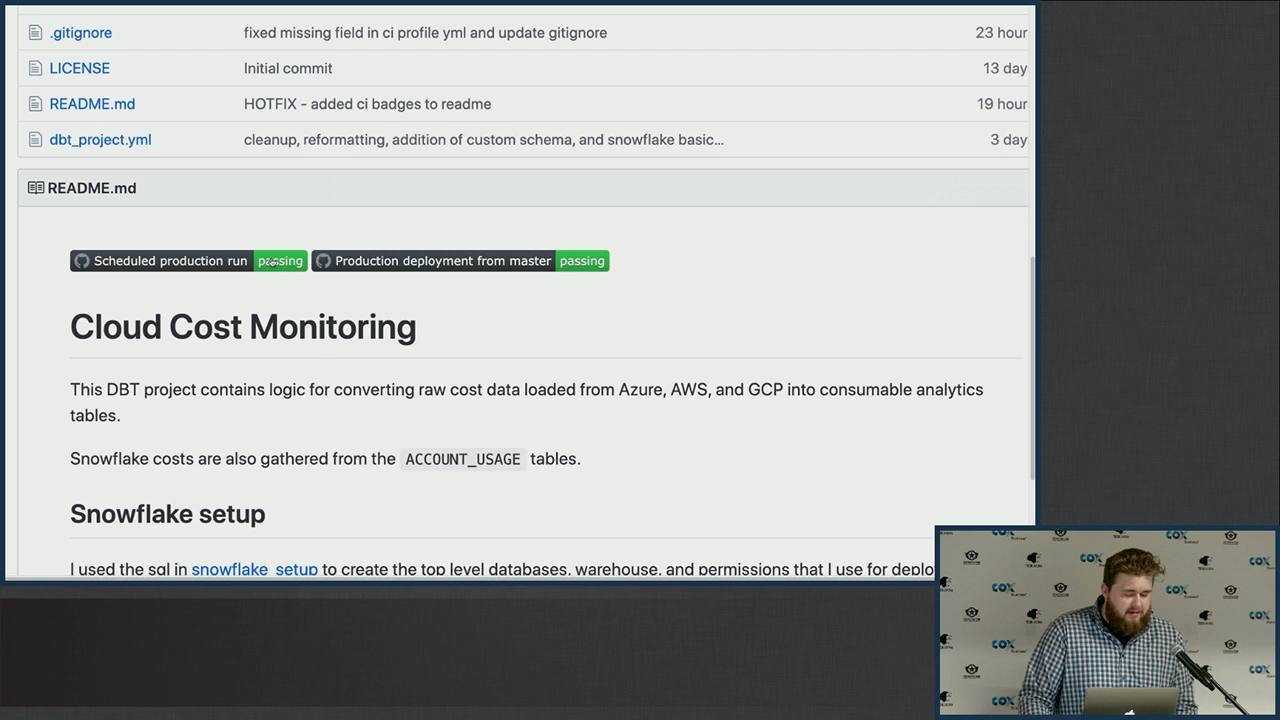 .gitignore fixed missing field in ci profile yml and update gitignore 23 hour
LICENSE Initial commit 13 day
README.md HOTFIX - added ci badges to readme 19 hour
dbt_project.yml cleanup, reformatting, addition of custom schema, and snowflake basic... 3 day
README.md
Scheduled production run passing Production deployment from master passing
Cloud Cost Monitoring
This DBT project contains logic for converting raw cost data loaded from Azure, AWS, and GCP into consumable analytics
tables.
Snowflake costs are also gathered from the ACCOUNT_USAGE tables.
Snowflake setup
I used the sql in snowflake_setup to create the top level databases, warehouse, and permissions that I use for deplo
COX
COX
COX
COX
COX
COX
COX